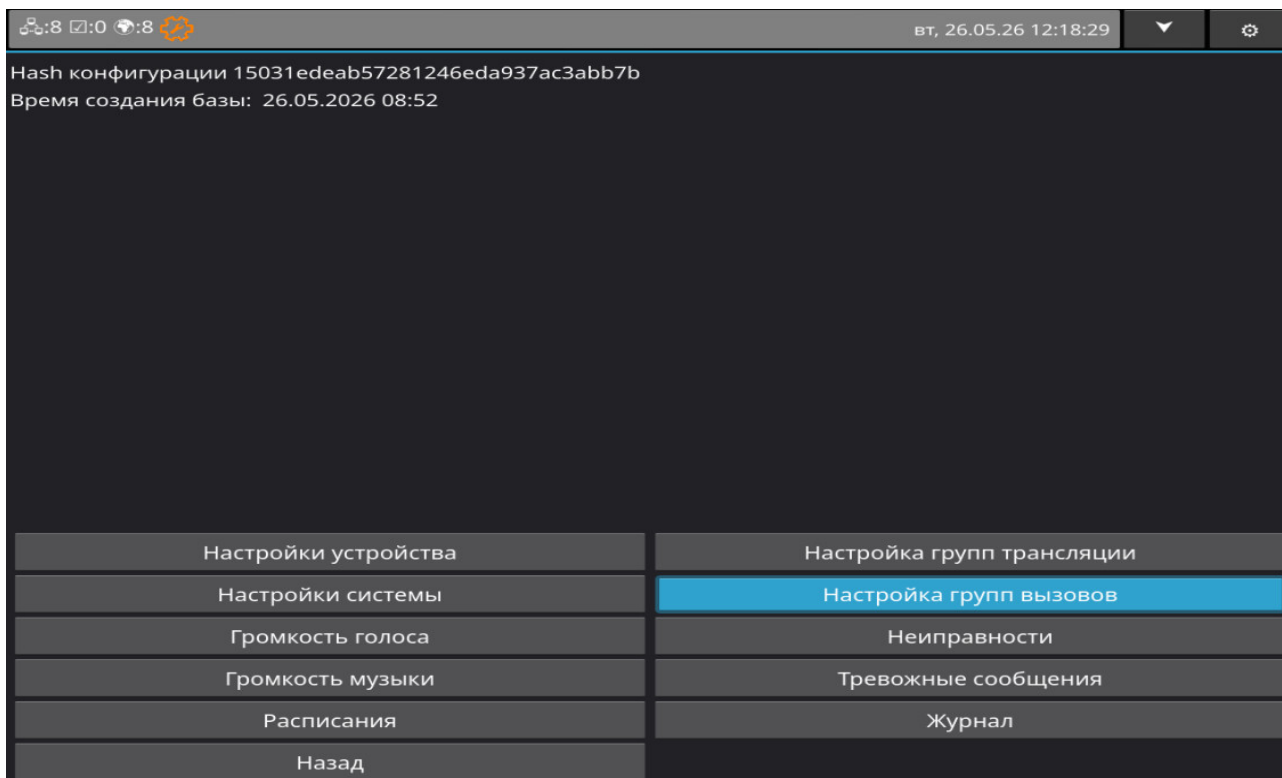 :8 ☑:0 :8 вт, 26.05.26 12:18:29
Hash конфигурации 15031edeab57281246eda937ac3abb7b
Время создания базы: 26.05.2026 08:52
Настройки устройства Настройка групп трансляции
Настройки системы Настройка групп вызовов
Громкость голоса Неиправности
Громкость музыки Тревожные сообщения
Расписания Журнал
Назад